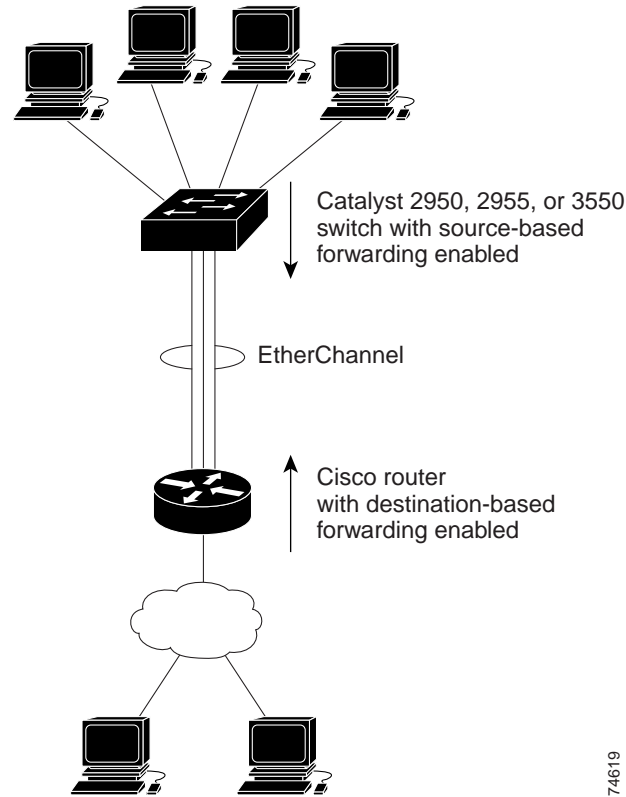 Catalyst 2950, 2955, or 3550
switch with source-based
forwarding enabled
EtherChannel
Cisco router
with destination-based
forwarding enabled
74619